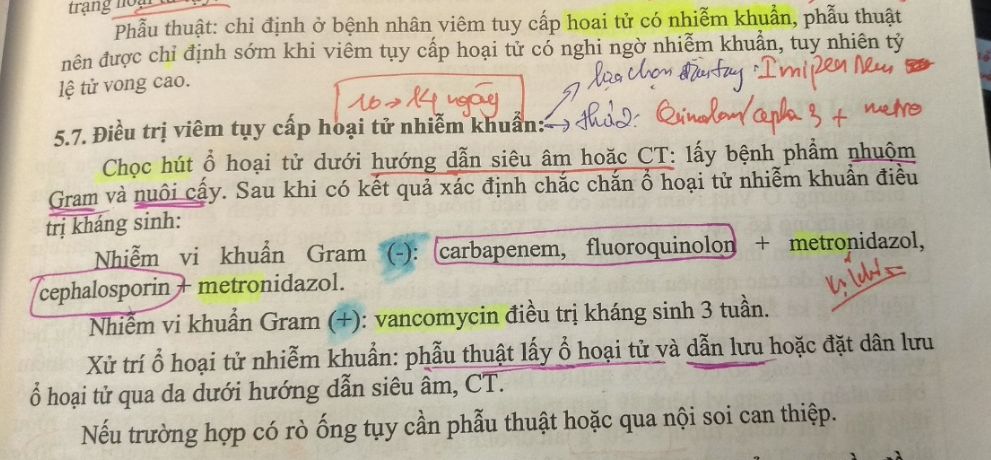 trạng hoại
Phẫu thuật: chỉ định ở bệnh nhân viêm tụy cấp hoai tử có nhiễm khuẩn, phẫu thuật
nên được chỉ định sớm khi viêm tụy cấp hoại tử có nghi ngờ nhiễm khuẩn, tuy nhiên tỷ
lệ tử vong cao.
lựa chọn đầu tay: Imipenem
10 → 14 ngày
thứ 2: Quinolon/cepha 3 + metro
5.7. Điều trị viêm tụy cấp hoại tử nhiễm khuẩn:
Chọc hút ổ hoại tử dưới hướng dẫn siêu âm hoăc CT: lấy bệnh phẩm nhuộm
Gram và nuôi cấy. Sau khi có kết quả xác định chắc chắn ổ hoại tử nhiễm khuẩn điều
trị kháng sinh:
Nhiễm vi khuẩn Gram (-): carbapenem, fluoroquinolon + metronidazol,
cephalosporin + metronidazol.
Nhiễm vi khuẩn Gram (+): vancomycin điều trị kháng sinh 3 tuần.
Xử trí ổ hoại tử nhiễm khuẩn: phẫu thuật lấy ổ hoại tử và dẫn lưu hoặc đặt dân lưu
ổ hoại tử qua da dưới hướng dẫn siêu âm, CT.
Nếu trường hợp có rò ống tụy cần phẫu thuật hoặc qua nội soi can thiệp.